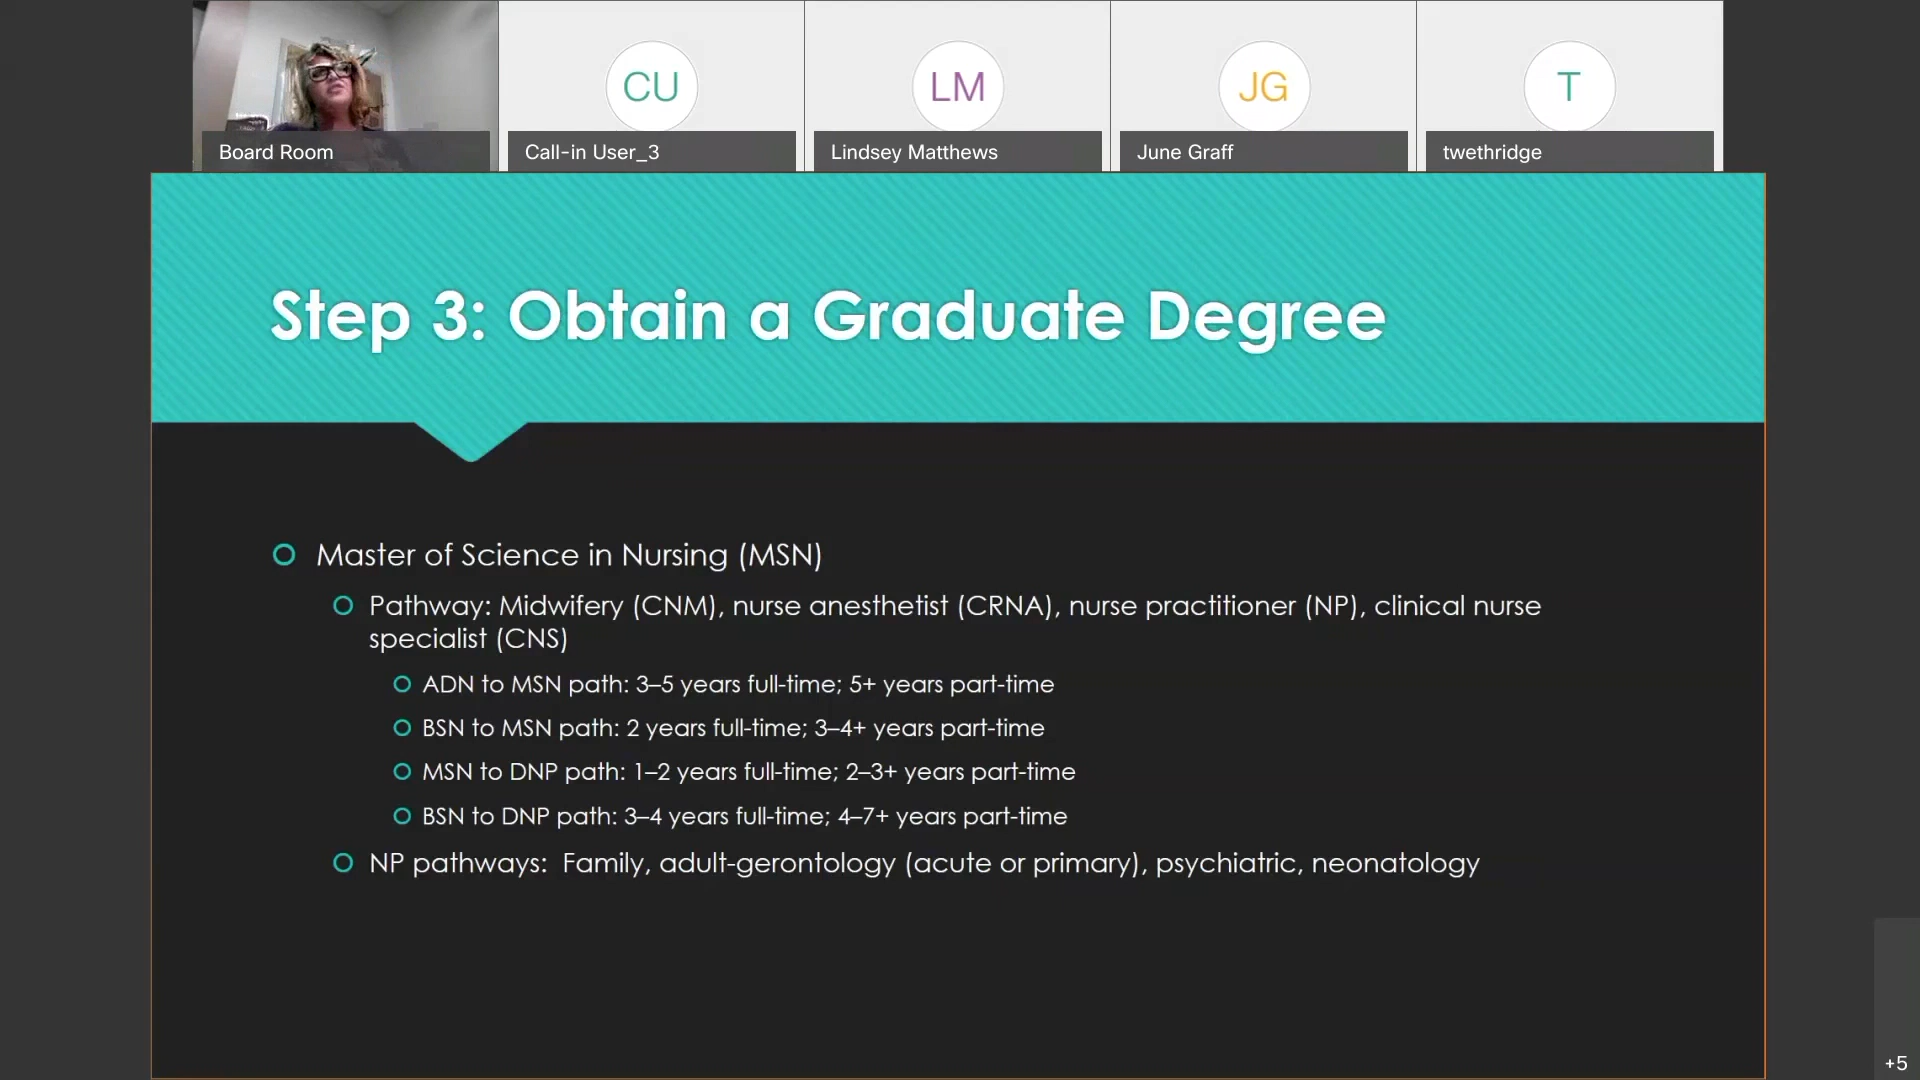 CU
LM
JG
T
Board Room
Call-in User_3
Lindsey Matthews
June Graff
twethridge
Step 3: Obtain a Graduate Degree
Master of Science in Nursing (MSN)
Pathway: Midwifery (CNM), nurse anesthetist (CRNA), nurse practitioner (NP), clinical nurse
specialist (CNS)
ADN to MSN path: 3–5 years full-time; 5+ years part-time
BSN to MSN path: 2 years full-time; 3–4+ years part-time
MSN to DNP path: 1–2 years full-time; 2–3+ years part-time
BSN to DNP path: 3–4 years full-time; 4–7+ years part-time
NP pathways:  Family, adult-gerontology (acute or primary), psychiatric, neonatology
+5